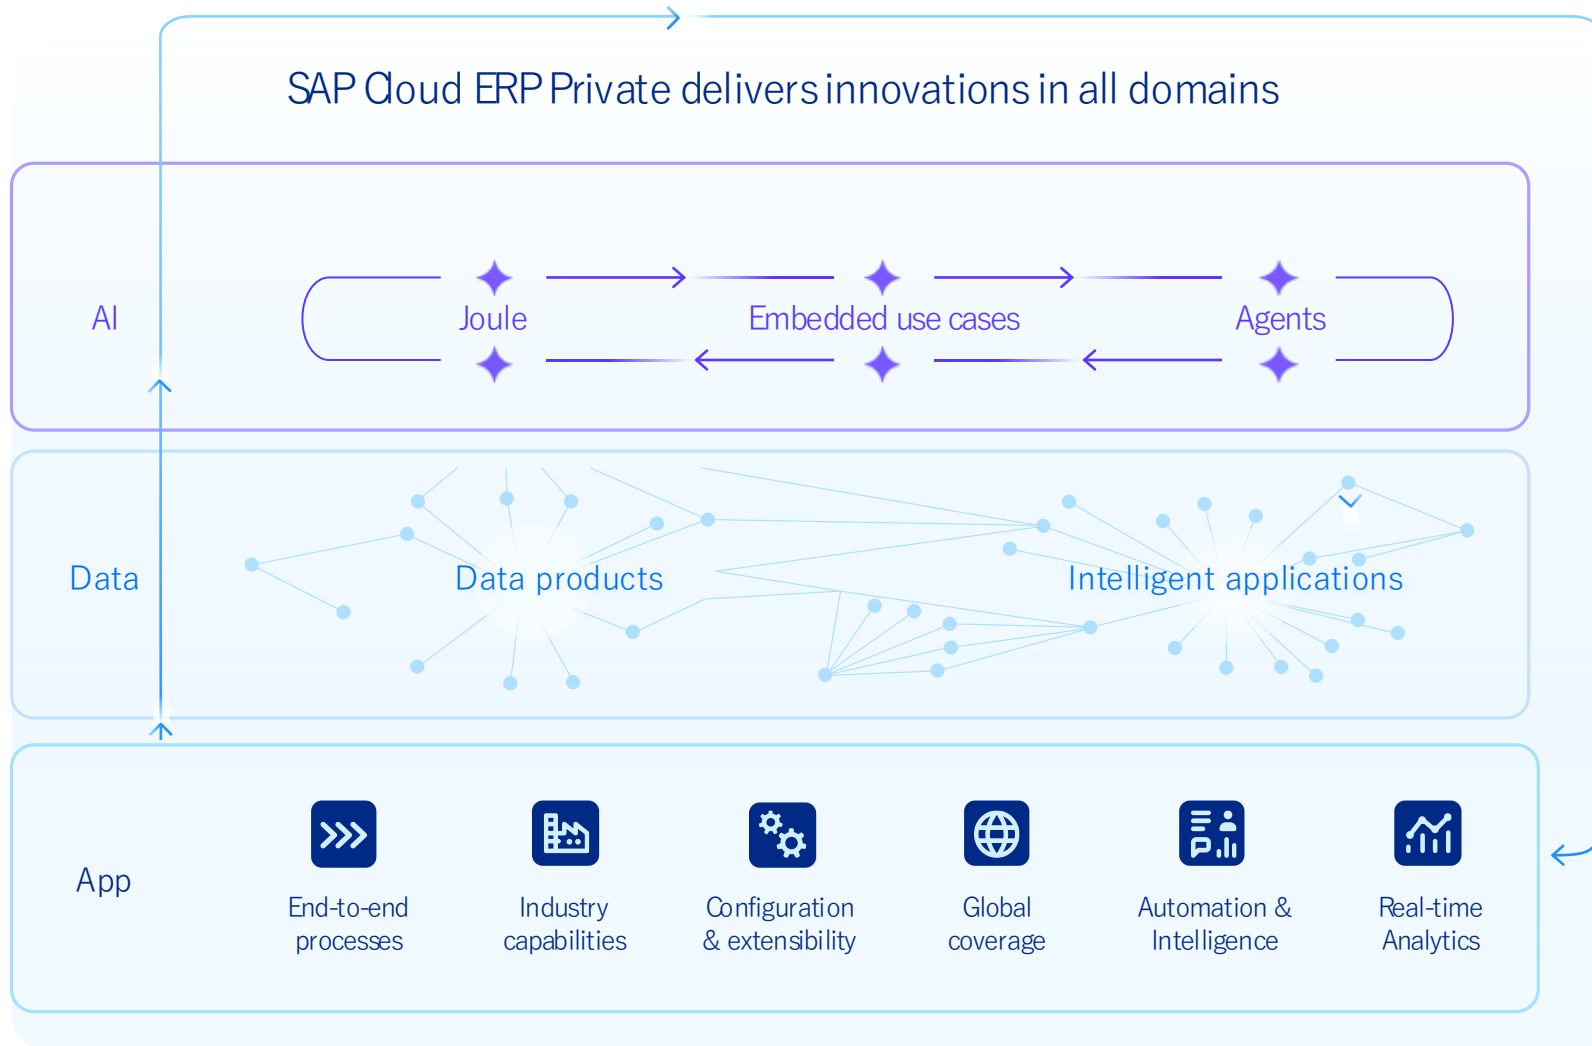 SAP Cloud ERP Private delivers innovations in all domains
AI
Joule
Embedded use cases
Agents
Data
Data products
Intelligent applications
App
End-to-end
processes
Industry
capabilities
Configuration
& extensibility
Global
coverage
Automation &
Intelligence
Real-time
Analytics